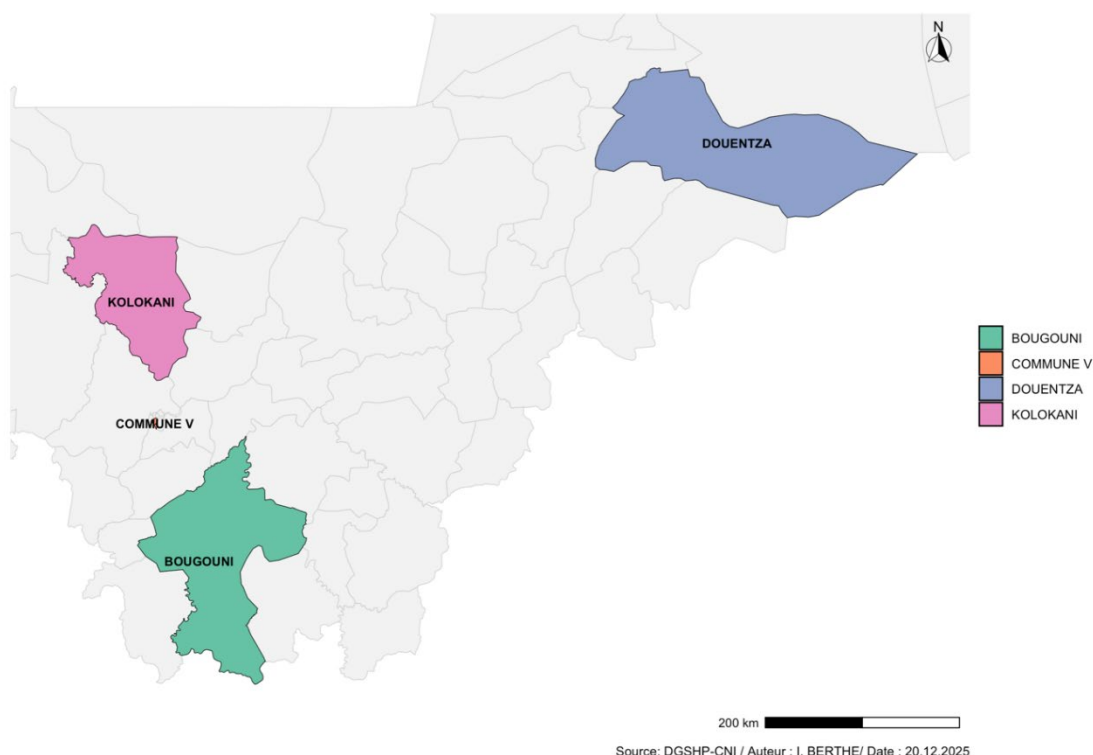 N
DOUENTZA
KOLOKANI
COMMUNE V
BOUGOUNI
BOUGOUNI
COMMUNE V
DOUENTZA
KOLOKANI
200 km
Source: DGSHP-CNI / Auteur : I. BERTHE/ Date : 20.12.2025